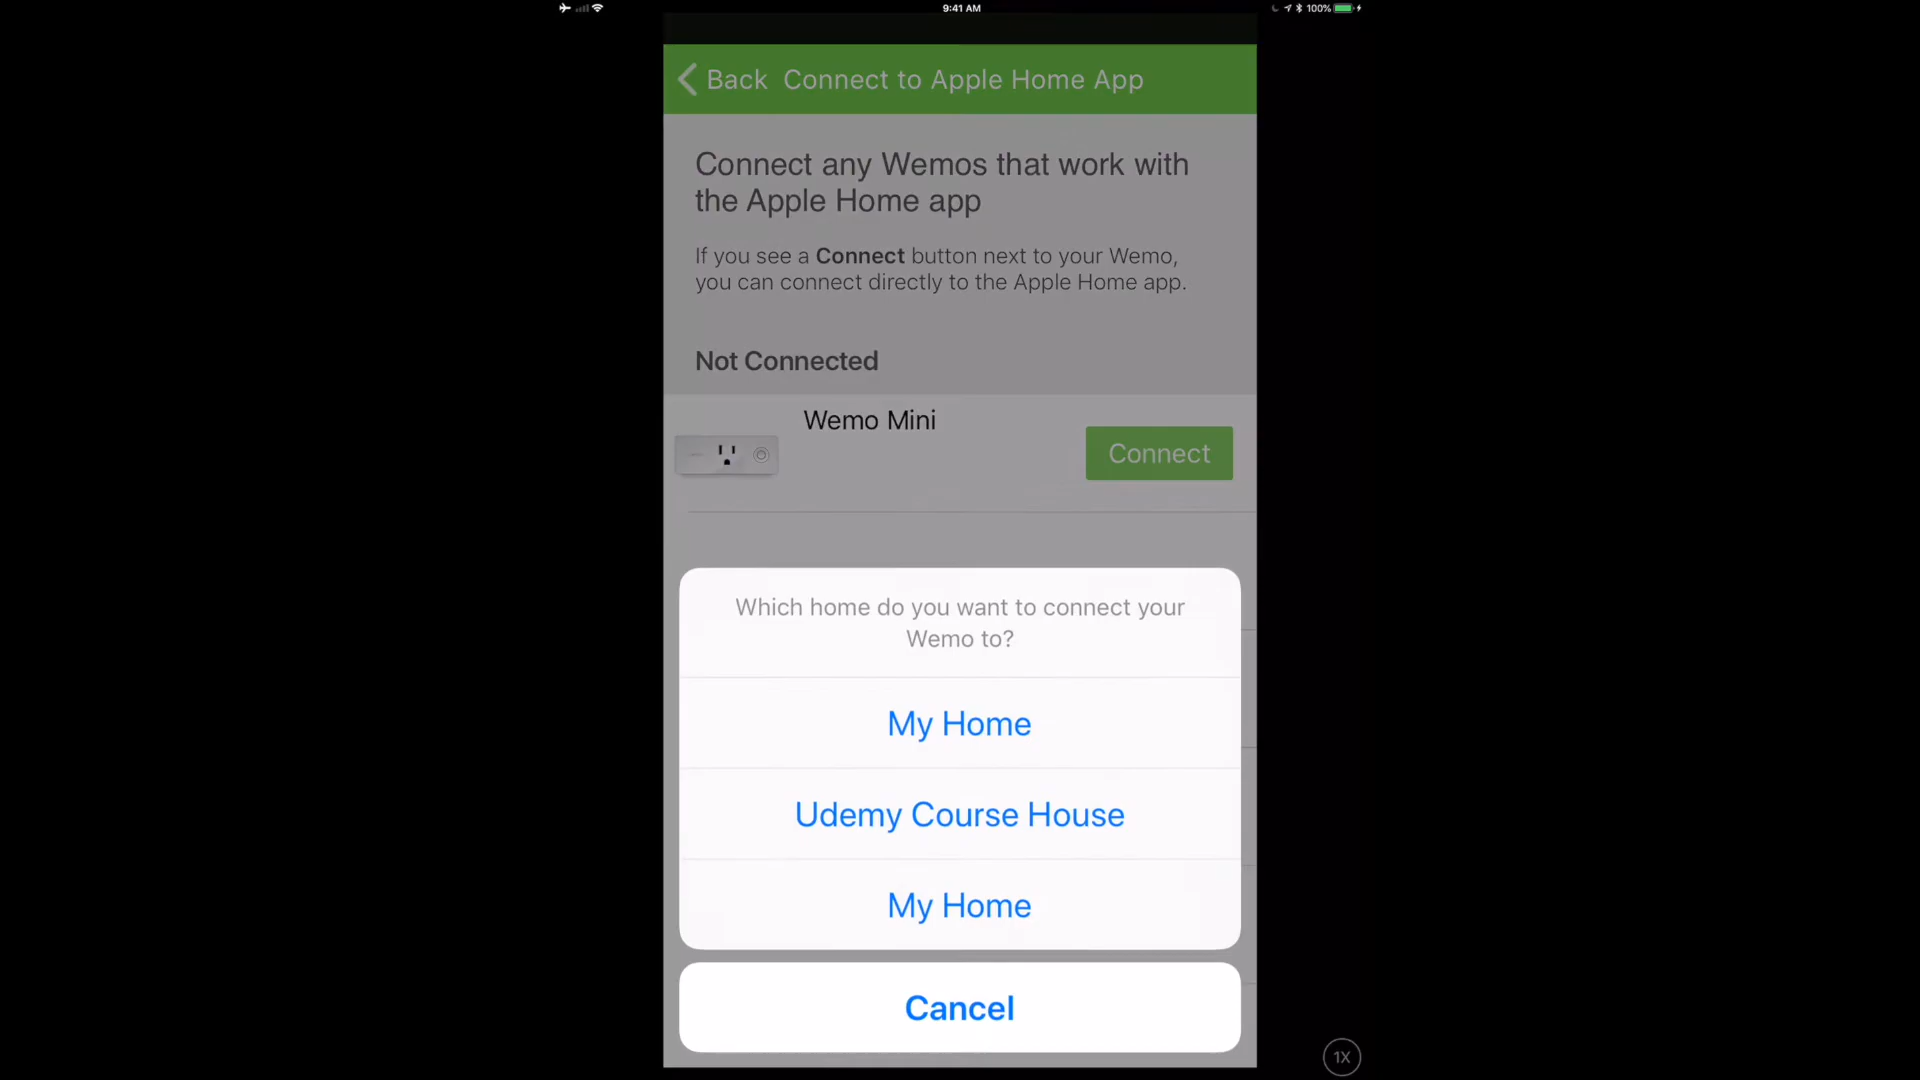 9:41 AM
100%
Back Connect to Apple Home App
Connect any Wemos that work with
the Apple Home app
If you see a Connect button next to your Wemo,
you can connect directly to the Apple Home app.
Not Connected
Wemo Mini
Connect
Which home do you want to connect your
Wemo to?
My Home
Udemy Course House
My Home
Cancel
1X